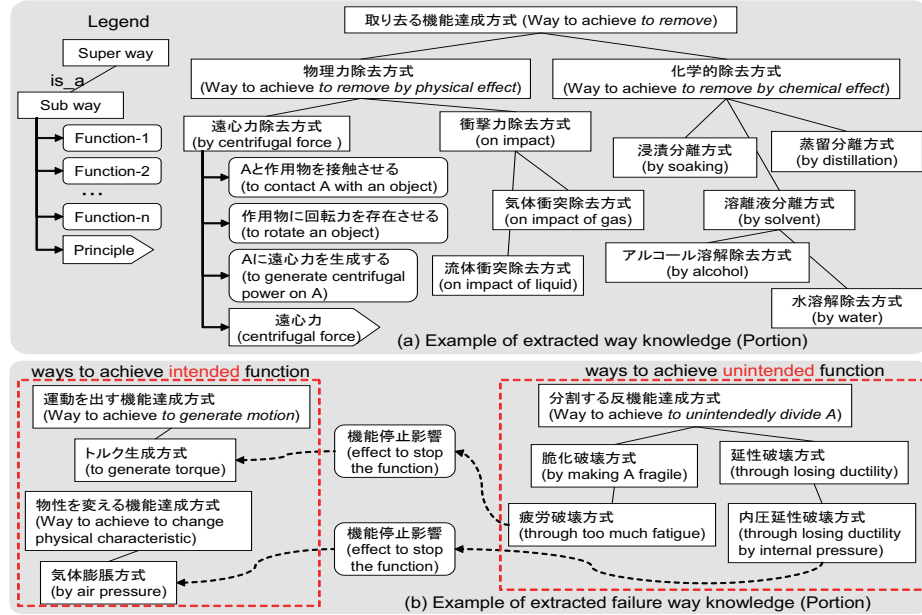 Legend
Super way
is_a
Sub way
Function-1
Function-2
...
Function-n
Principle
取り去る機能達成方式 (Way to achieve to remove)
物理力除去方式
(Way to achieve to remove by physical effect)
化学的除去方式
(Way to achieve to remove by chemical effect)
遠心力除去方式
(by centrifugal force )
衝撃力除去方式
(on impact)
浸漬分離方式
(by soaking)
蒸留分離方式
(by distillation)
Aと作用物を接触させる
(to contact A with an object)
気体衝突除去方式
(on impact of gas)
溶離液分離方式
(by solvent)
作用物に回転力を存在させる
(to rotate an object)
流体衝突除去方式
(on impact of liquid)
アルコール溶解除去方式
(by alcohol)
Aに遠心力を生成する
(to generate centrifugal
power on A)
水溶解除去方式
(by water)
遠心力
(centrifugal force)
(a) Example of extracted way knowledge (Portion)
ways to achieve intended function
運動を出す機能達成方式
(Way to achieve to generate motion)
トルク生成方式
(to generate torque)
物性を変える機能達成方式
(Way to achieve to change
physical characteristic)
気体膨脹方式
(by air pressure)
機能停止影響
(effect to stop
the function)
機能停止影響
(effect to stop
the function)
ways to achieve unintended function
分割する反機能達成方式
(Way to achieve to unintendedly divide A)
脆化破壊方式
(by making A fragile)
延性破壊方式
(through losing ductility)
疲労破壊方式
(through too much fatigue)
内圧延性破壊方式
(through losing ductility
by internal pressure)
(b) Example of extracted failure way knowledge (Portion)